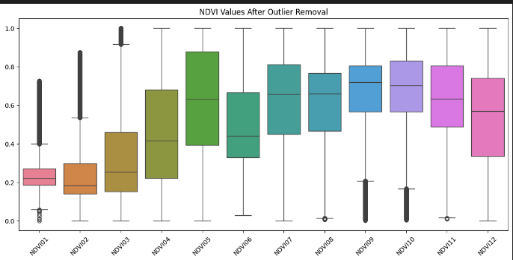 NDVI Values After Outlier Removal
1.0
0.8
0.6
0.4
0.2
0.0
NDVI01
NDVI02
NDVI03
NDVI04
NDVI05
NDVI06
NDVI07
NDVI08
NDVI09
NDVI10
NDVI11
NDVI12